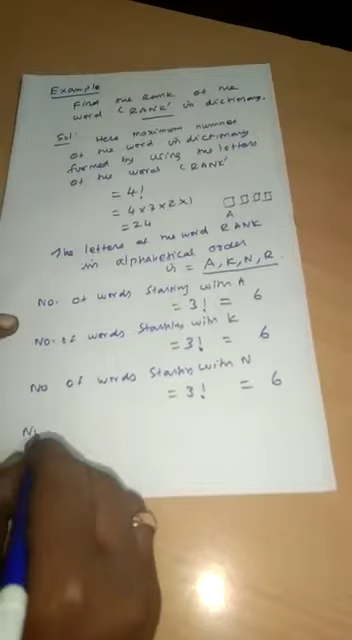 Example
Find the Rank of the
word 'RANK' in dictionary.
Sol: Here maximum number
of the word in dictionary
formed by using the letters
of the word 'RANK'
= 4!
= 4×3×2×1
= 24
A
The letters of the word RANK
in alphabetical order
is = A, K, N, R.
No. of words starting with A
= 3! = 6
No. of words starting with K
= 3! = 6
No of words starting with N
= 3! = 6
No